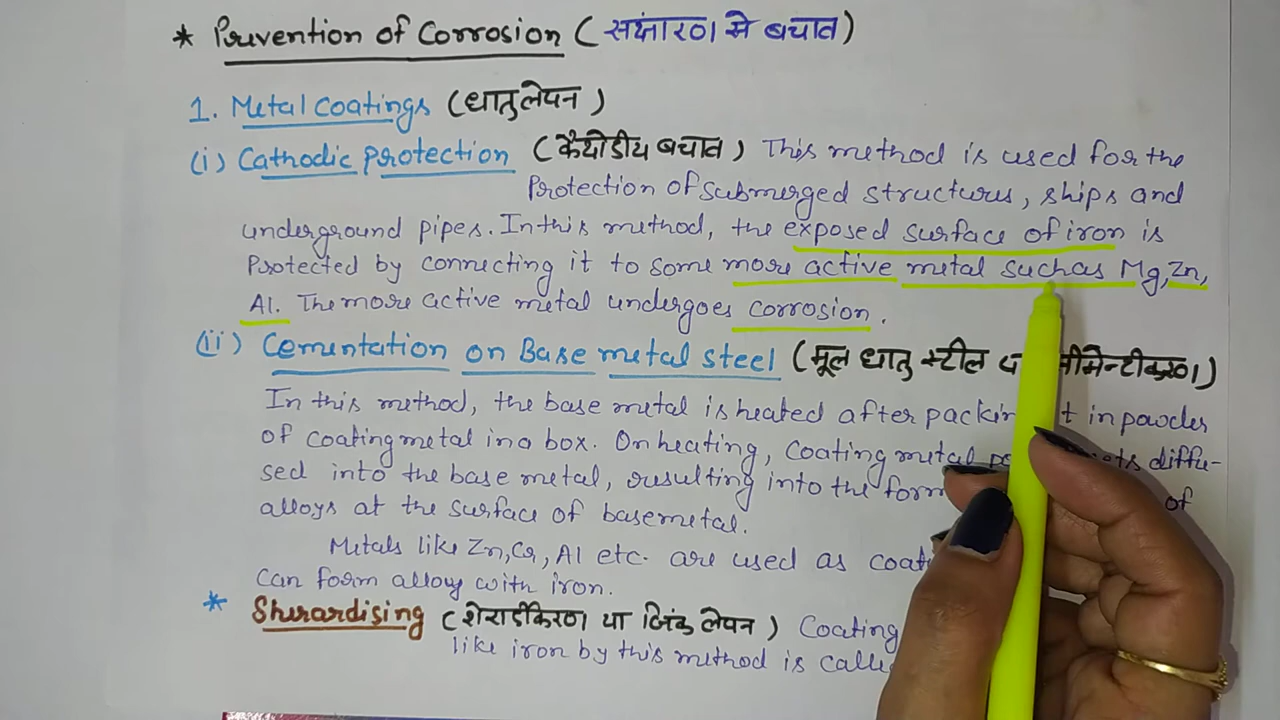 * Prevention of Corrosion (संक्षारण से बचाव)
1. Metal coatings (धातु लेपन)
(i) Cathodic protection (कैथोडीय बचाव) This method is used for the
Protection of submerged structures, ships and
underground pipes. In this method, the exposed surface of iron is
Protected by connecting it to some more active metal such as Mg, Zn,
Al. The more active metal undergoes corrosion.
(ii) Cementation on Base metal steel (मूल धातु स्टील
In this method, the base metal is heated after packin t in powder
of coating metal in a box. On heating, coating metal diffu-
sed into the base metal, resulting into the form of
alloys at the surface of base metal.
Metals like Zn, Cr, Al etc. are used as coat
can form alloy with iron.
* Sherardising (शेरार्डीकरण या जिंक लेपन) Coating
like iron by this method is calle